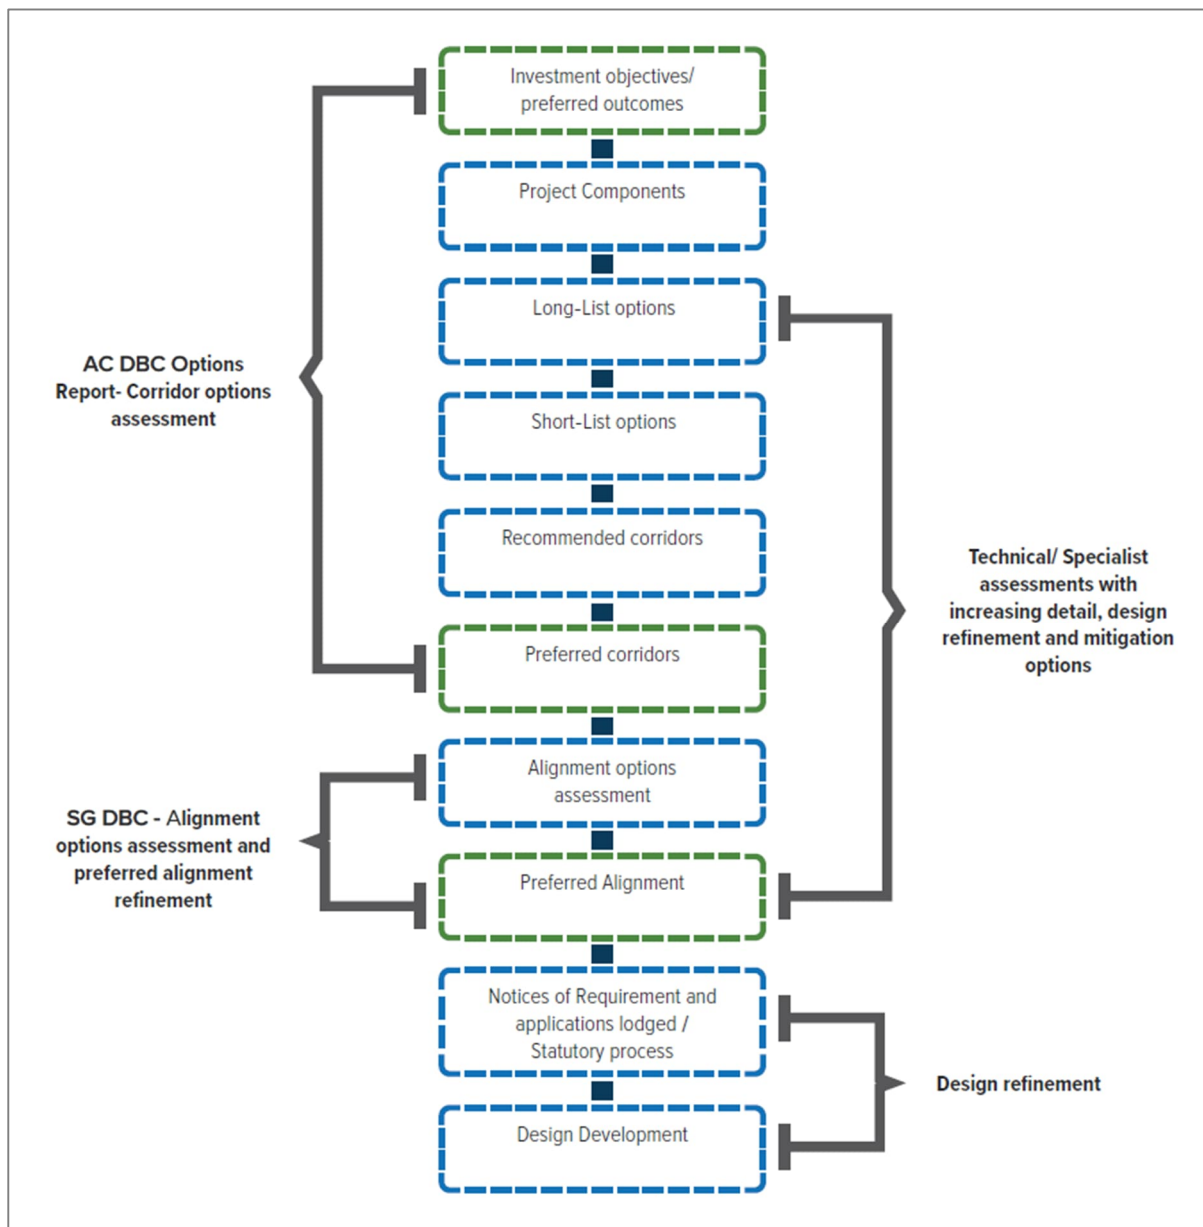 Investment objectives/
preferred outcomes
Project Components
Long-List options
AC DBC Options
Report- Corridor options
assessment
Short-List options
Recommended corridors
Technical/ Specialist
assessments with
increasing detail, design
refinement and mitigation
options
Preferred corridors
Alignment options
assessment
SG DBC - Alignment
options assessment and
preferred alignment
refinement
Preferred Alignment
Notices of Requirement and
applications lodged /
Statutory process
Design refinement
Design Development